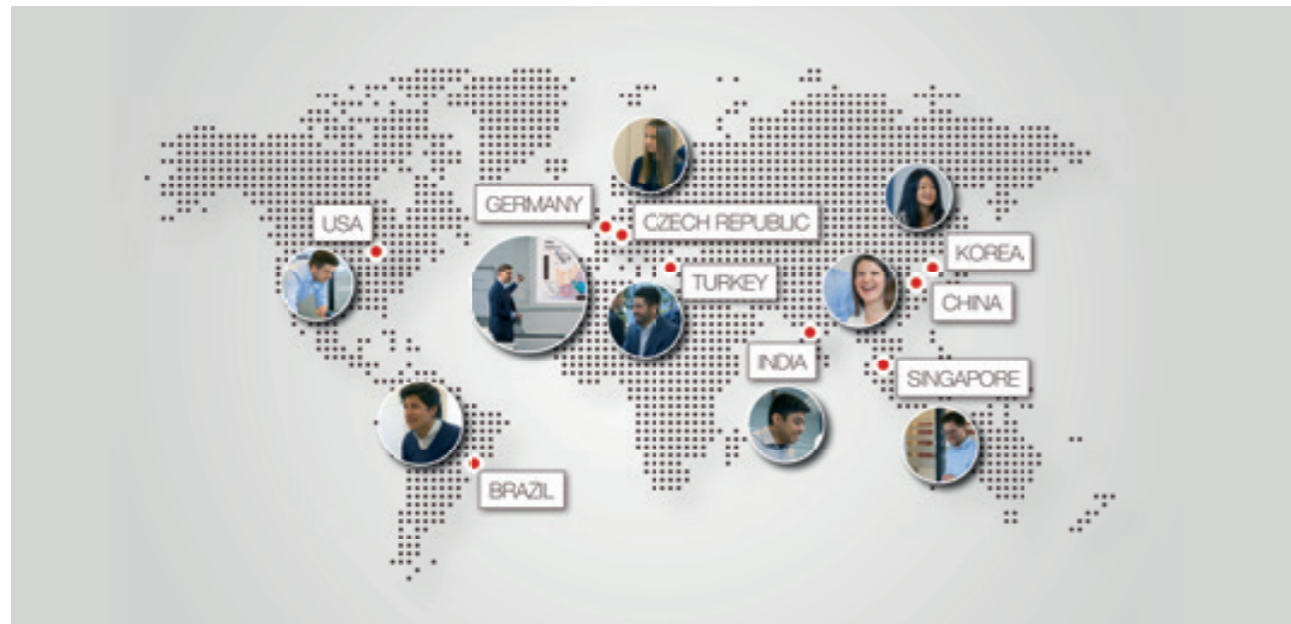 GERMANY
CZECH REPUBLIC
USA
KOREA
TURKEY
CHINA
INDIA
SINGAPORE
BRAZIL